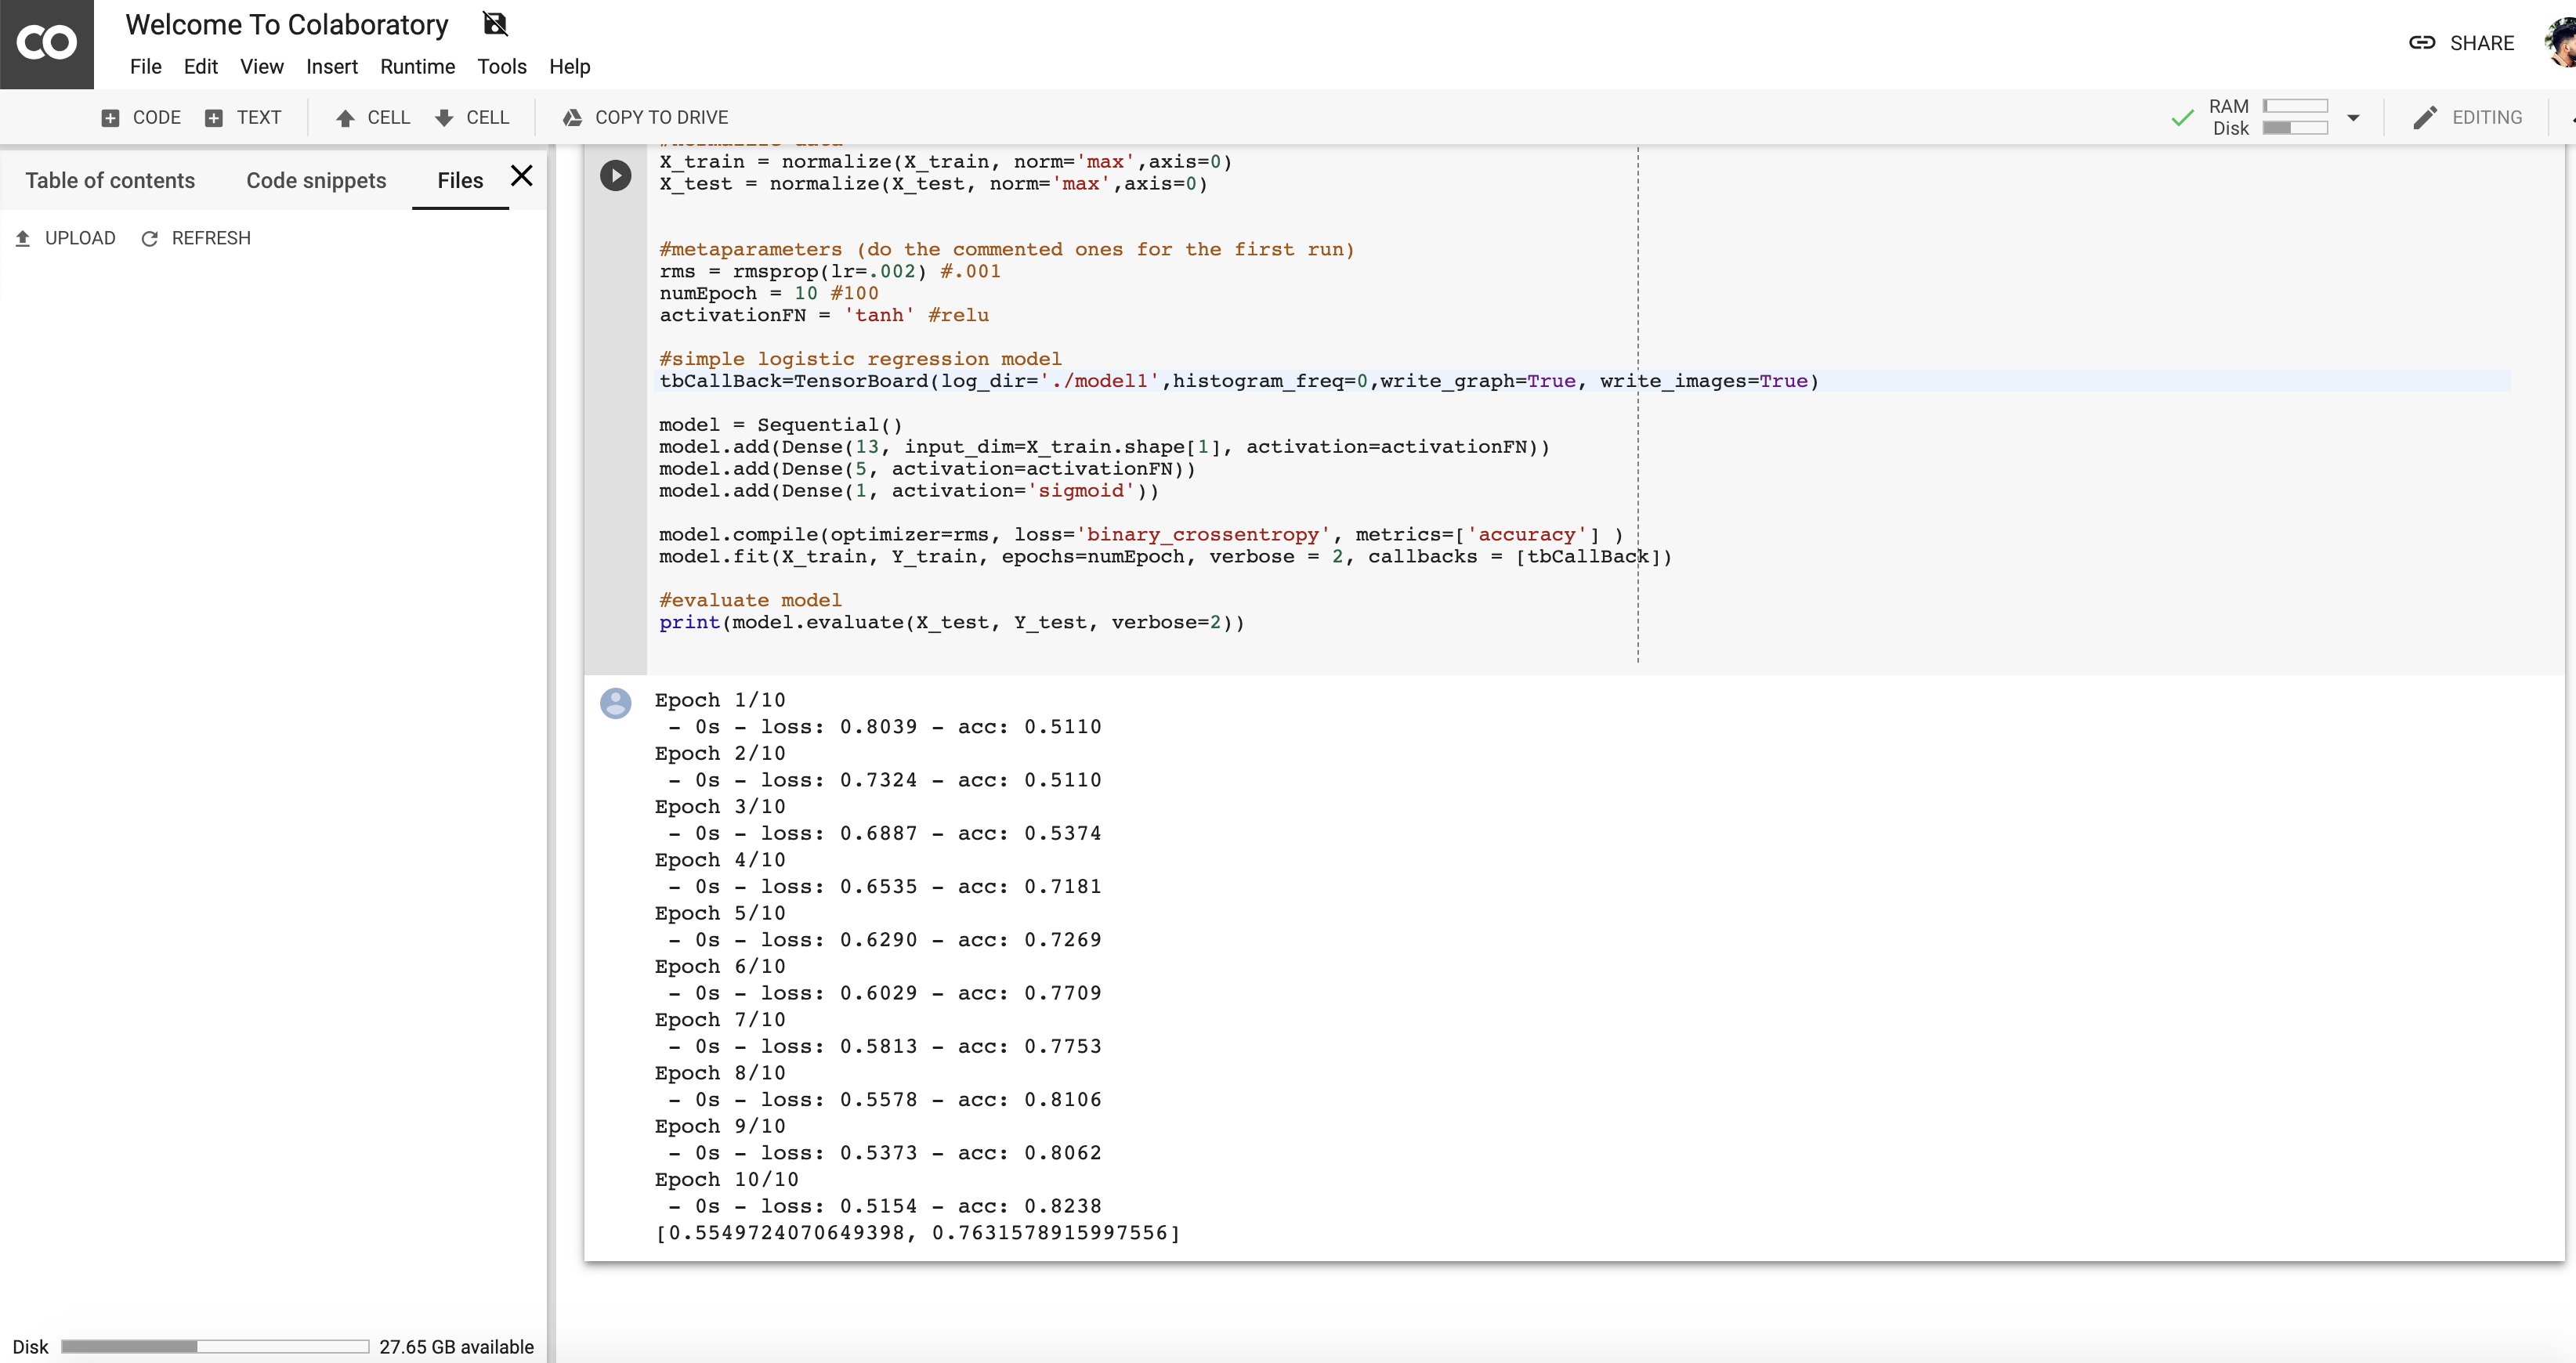 CO
Welcome To Colaboratory
File Edit View Insert Runtime Tools Help
SHARE
CODE TEXT CELL CELL COPY TO DRIVE
RAM
Disk
EDITING
Table of contents Code snippets Files
UPLOAD REFRESH
X_train = normalize(X_train, norm='max',axis=0)
X_test = normalize(X_test, norm='max',axis=0)
#metaparameters (do the commented ones for the first run)
rms = rmsprop(lr=.002) #.001
numEpoch = 10 #100
activationFN = 'tanh' #relu
#simple logistic regression model
tbCallBack=TensorBoard(log_dir='./model1',histogram_freq=0,write_graph=True, write_images=True)
model = Sequential()
model.add(Dense(13, input_dim=X_train.shape[1], activation=activationFN))
model.add(Dense(5, activation=activationFN))
model.add(Dense(1, activation='sigmoid'))
model.compile(optimizer=rms, loss='binary_crossentropy', metrics=['accuracy'] )
model.fit(X_train, Y_train, epochs=numEpoch, verbose = 2, callbacks = [tbCallBack])
#evaluate model
print(model.evaluate(X_test, Y_test, verbose=2))
Epoch 1/10
- 0s - loss: 0.8039 - acc: 0.5110
Epoch 2/10
- 0s - loss: 0.7324 - acc: 0.5110
Epoch 3/10
- 0s - loss: 0.6887 - acc: 0.5374
Epoch 4/10
- 0s - loss: 0.6535 - acc: 0.7181
Epoch 5/10
- 0s - loss: 0.6290 - acc: 0.7269
Epoch 6/10
- 0s - loss: 0.6029 - acc: 0.7709
Epoch 7/10
- 0s - loss: 0.5813 - acc: 0.7753
Epoch 8/10
- 0s - loss: 0.5578 - acc: 0.8106
Epoch 9/10
- 0s - loss: 0.5373 - acc: 0.8062
Epoch 10/10
- 0s - loss: 0.5154 - acc: 0.8238
[0.5549724070649398, 0.7631578915997556]
Disk 27.65 GB available